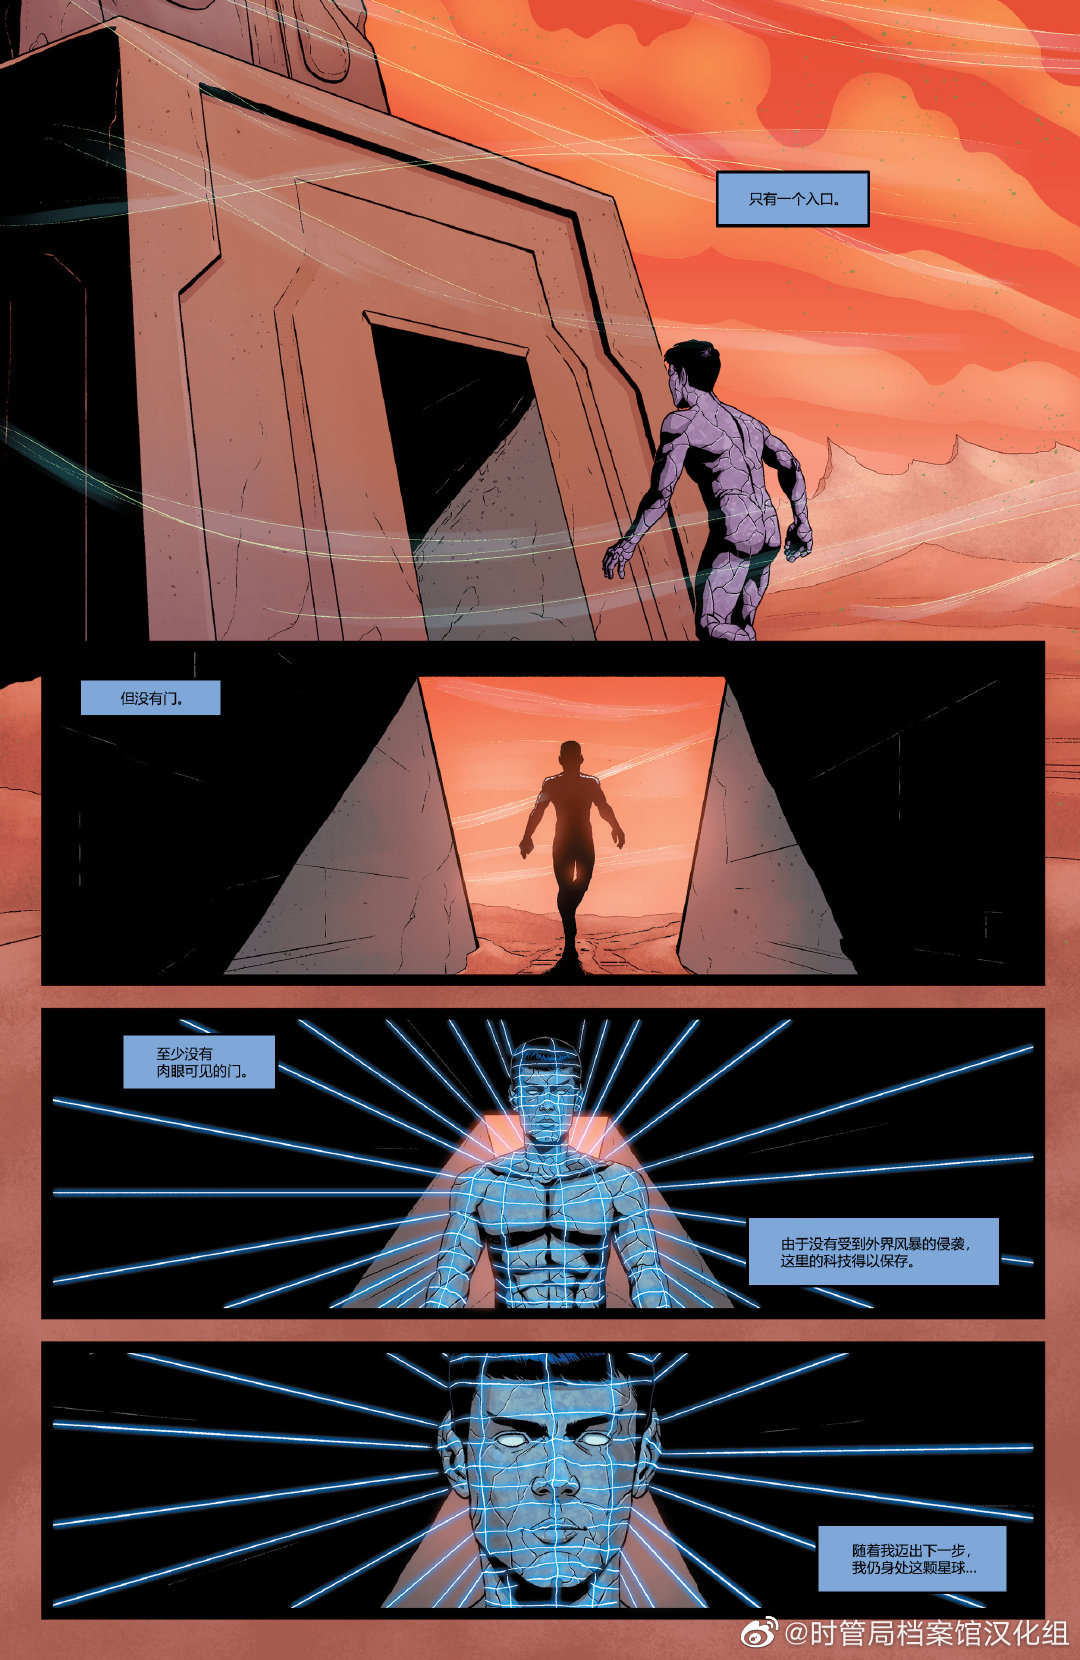 只有一个入口。
但没有门。
至少没有
肉眼可见的门。
由于没有受到外界风暴的侵袭，
这里的科技得以保存。
随着我迈出下一步，
我仍身处这颗星球...
@时管局档案馆汉化组